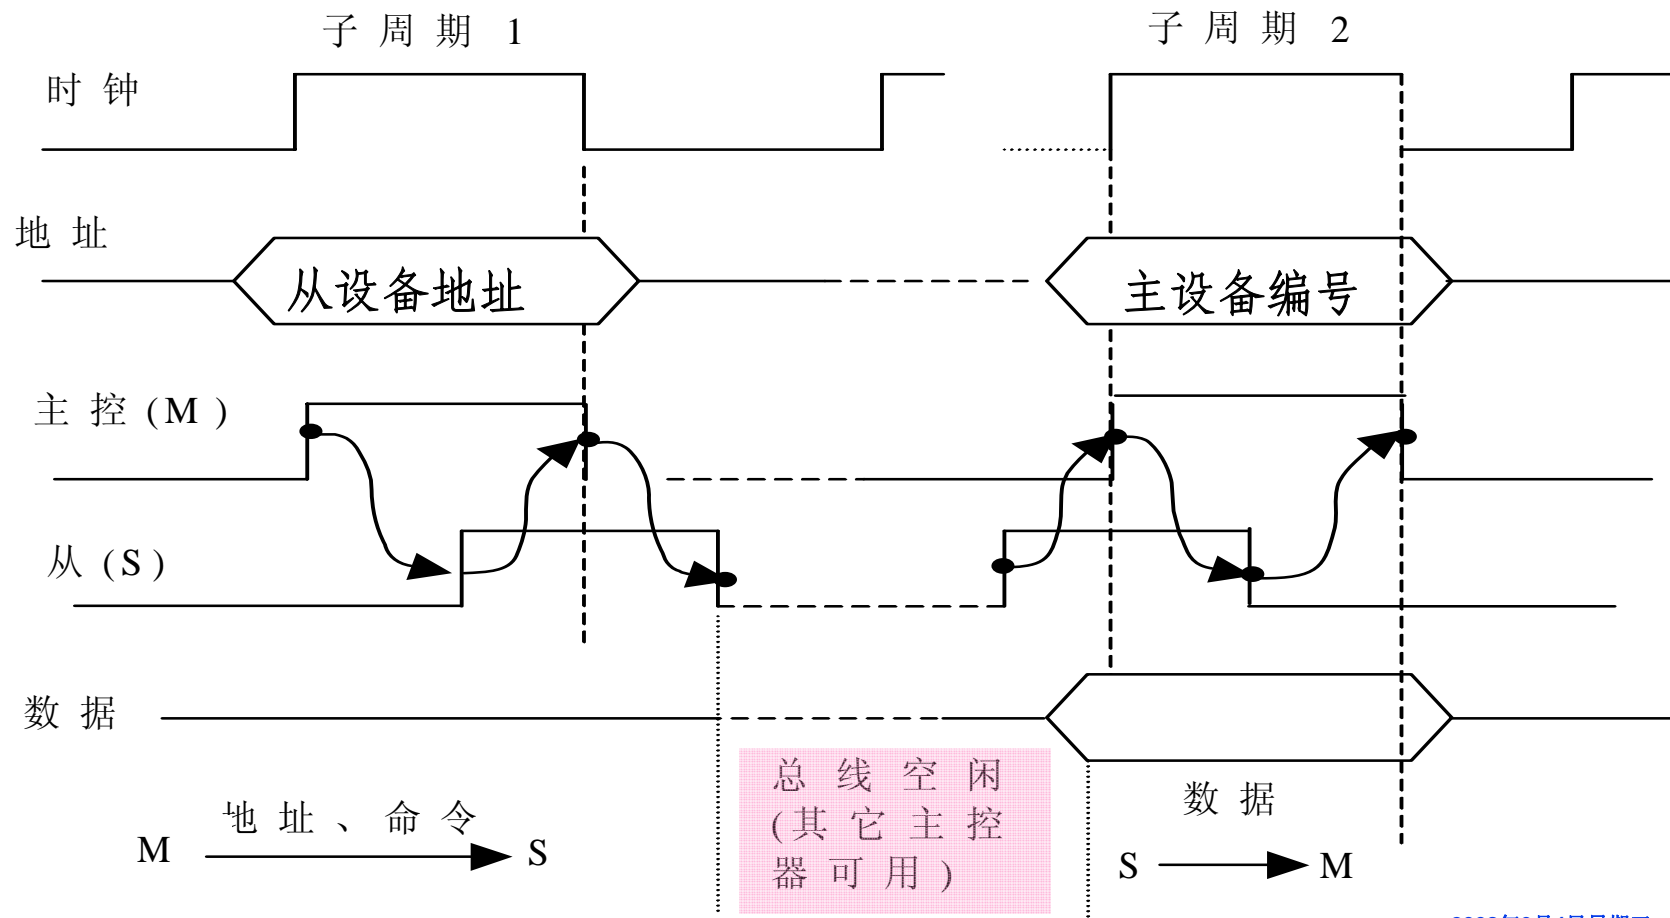 子周期 1
子周期 2
时钟
地址
从设备地址
主设备编号
主控(M)
从(S)
数据
总线空闲
(其它主控
器可用)
地址、命令
M
S
数据
S
M